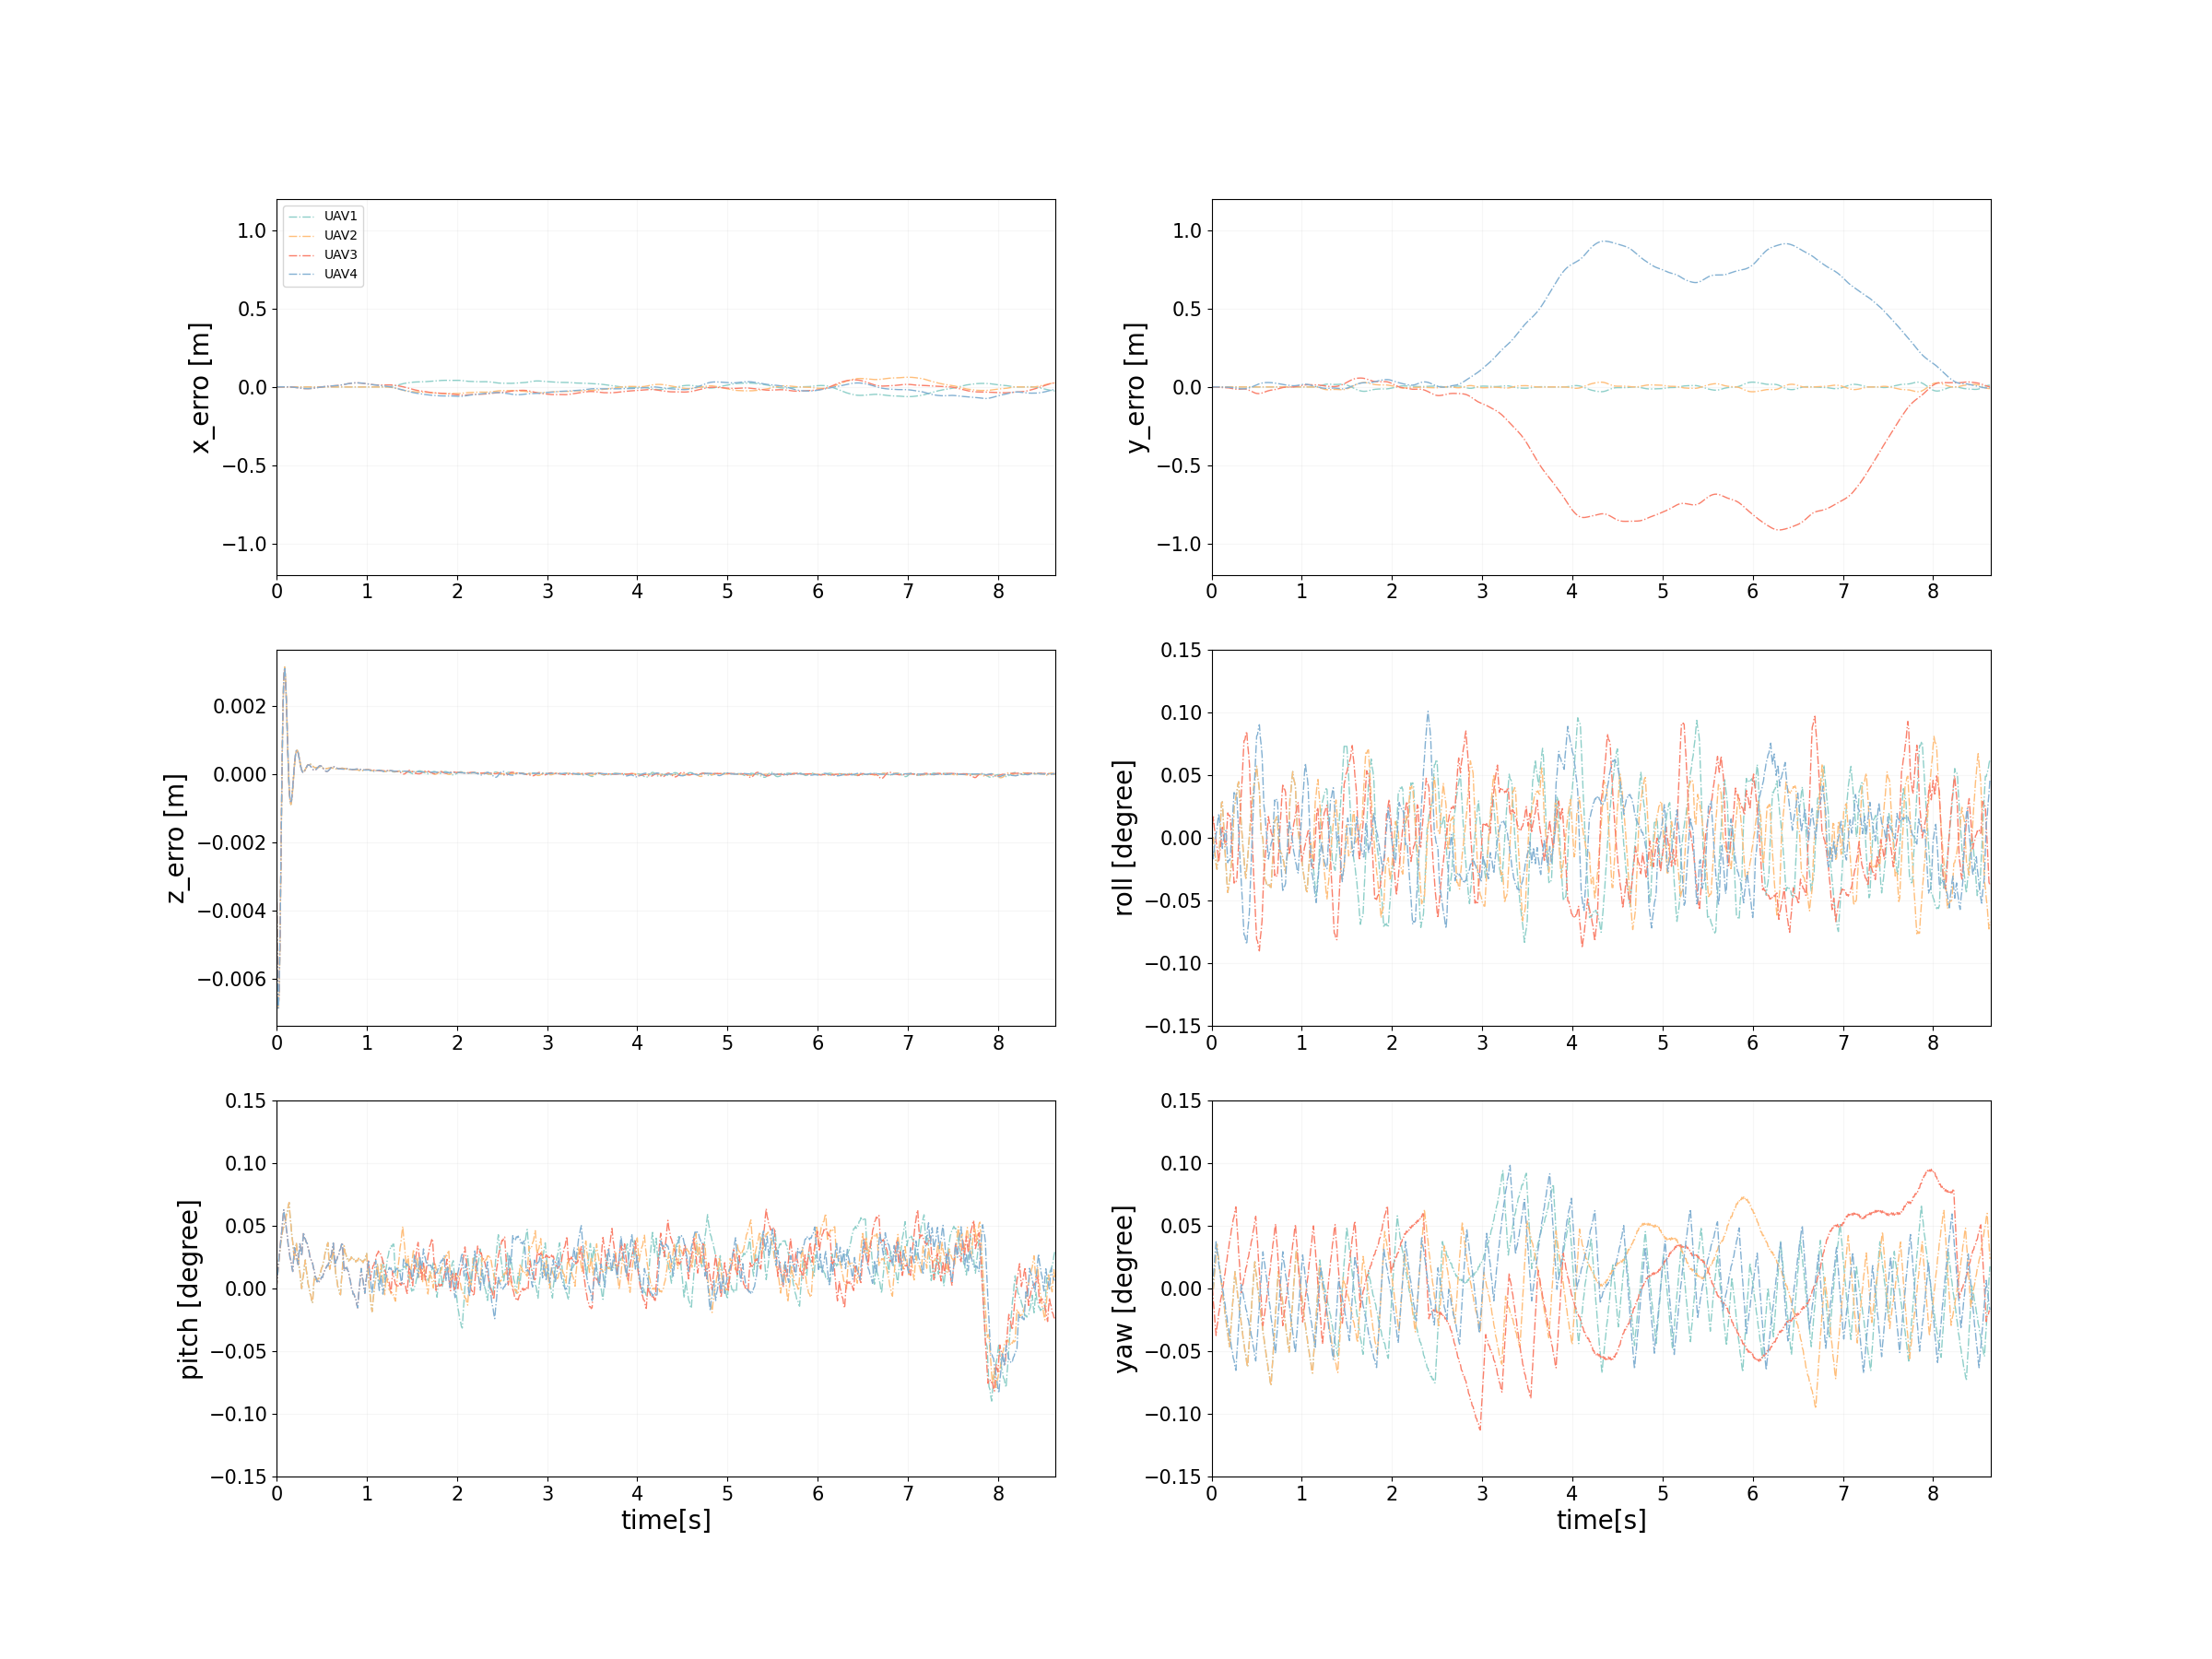 UAV1
UAV2
UAV3
UAV4
x_erro [m]
1.0
0.5
0.0
−0.5
−1.0
0 1 2 3 4 5 6 7 8
y_erro [m]
1.0
0.5
0.0
−0.5
−1.0
0 1 2 3 4 5 6 7 8
z_erro [m]
0.002
0.000
−0.002
−0.004
−0.006
0 1 2 3 4 5 6 7 8
roll [degree]
0.15
0.10
0.05
0.00
−0.05
−0.10
−0.15
0 1 2 3 4 5 6 7 8
pitch [degree]
0.15
0.10
0.05
0.00
−0.05
−0.10
−0.15
0 1 2 3 4 5 6 7 8
time[s]
yaw [degree]
0.15
0.10
0.05
0.00
−0.05
−0.10
−0.15
0 1 2 3 4 5 6 7 8
time[s]